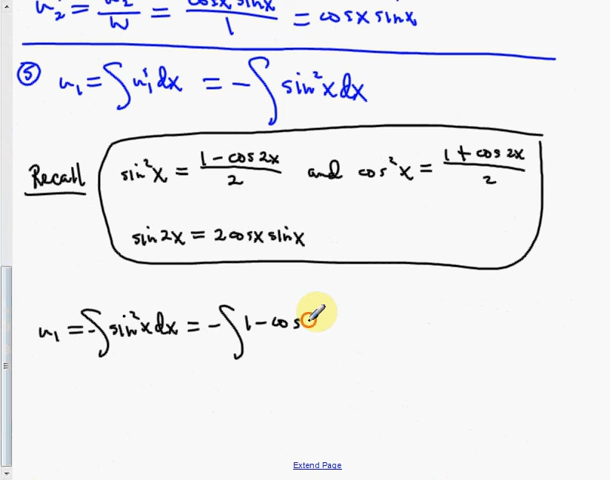 u₂' = W₂/W = cosx sinx/1 = cosx sinx
⑤ u₁ = ∫u₁'dx = -∫sin²x dx
Recall sin²x = 1 - cos2x/2 and cos²x = 1 + cos2x/2
sin2x = 2cosx sinx
u₁ = -∫sin²x dx = -∫1 - cos
Extend Page